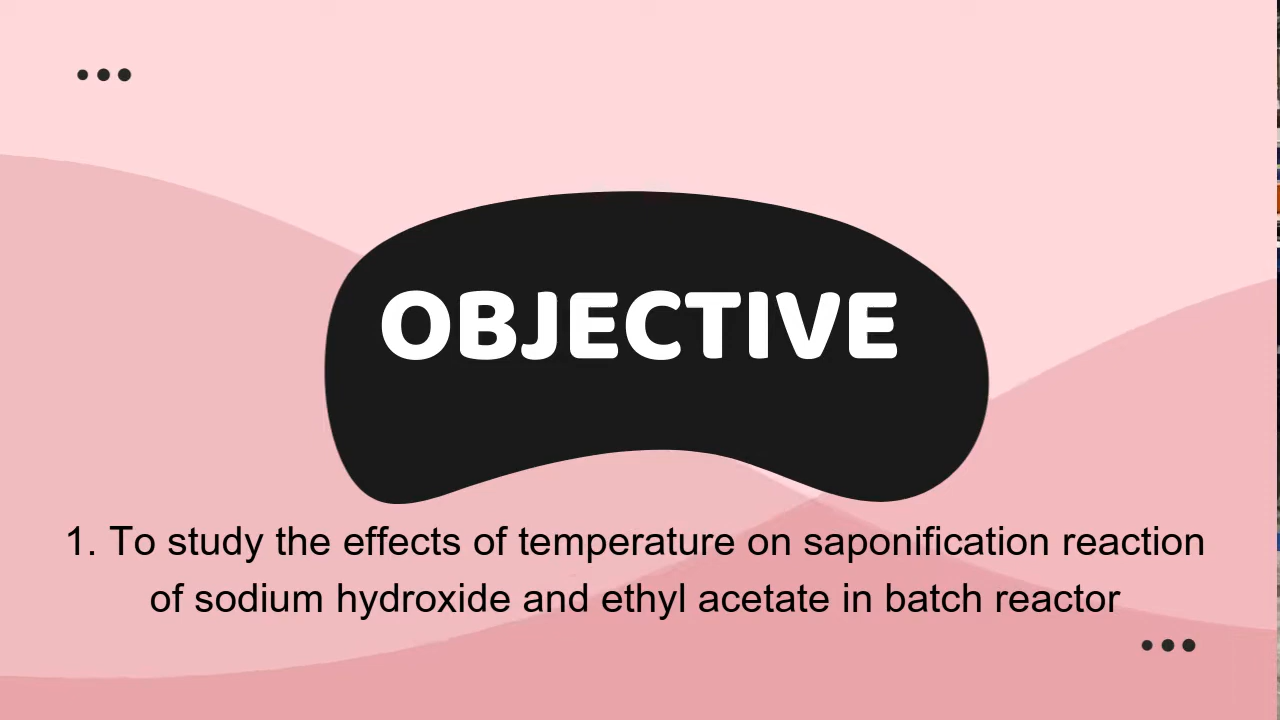 OBJECTIVE
1. To study the effects of temperature on saponification reaction
of sodium hydroxide and ethyl acetate in batch reactor